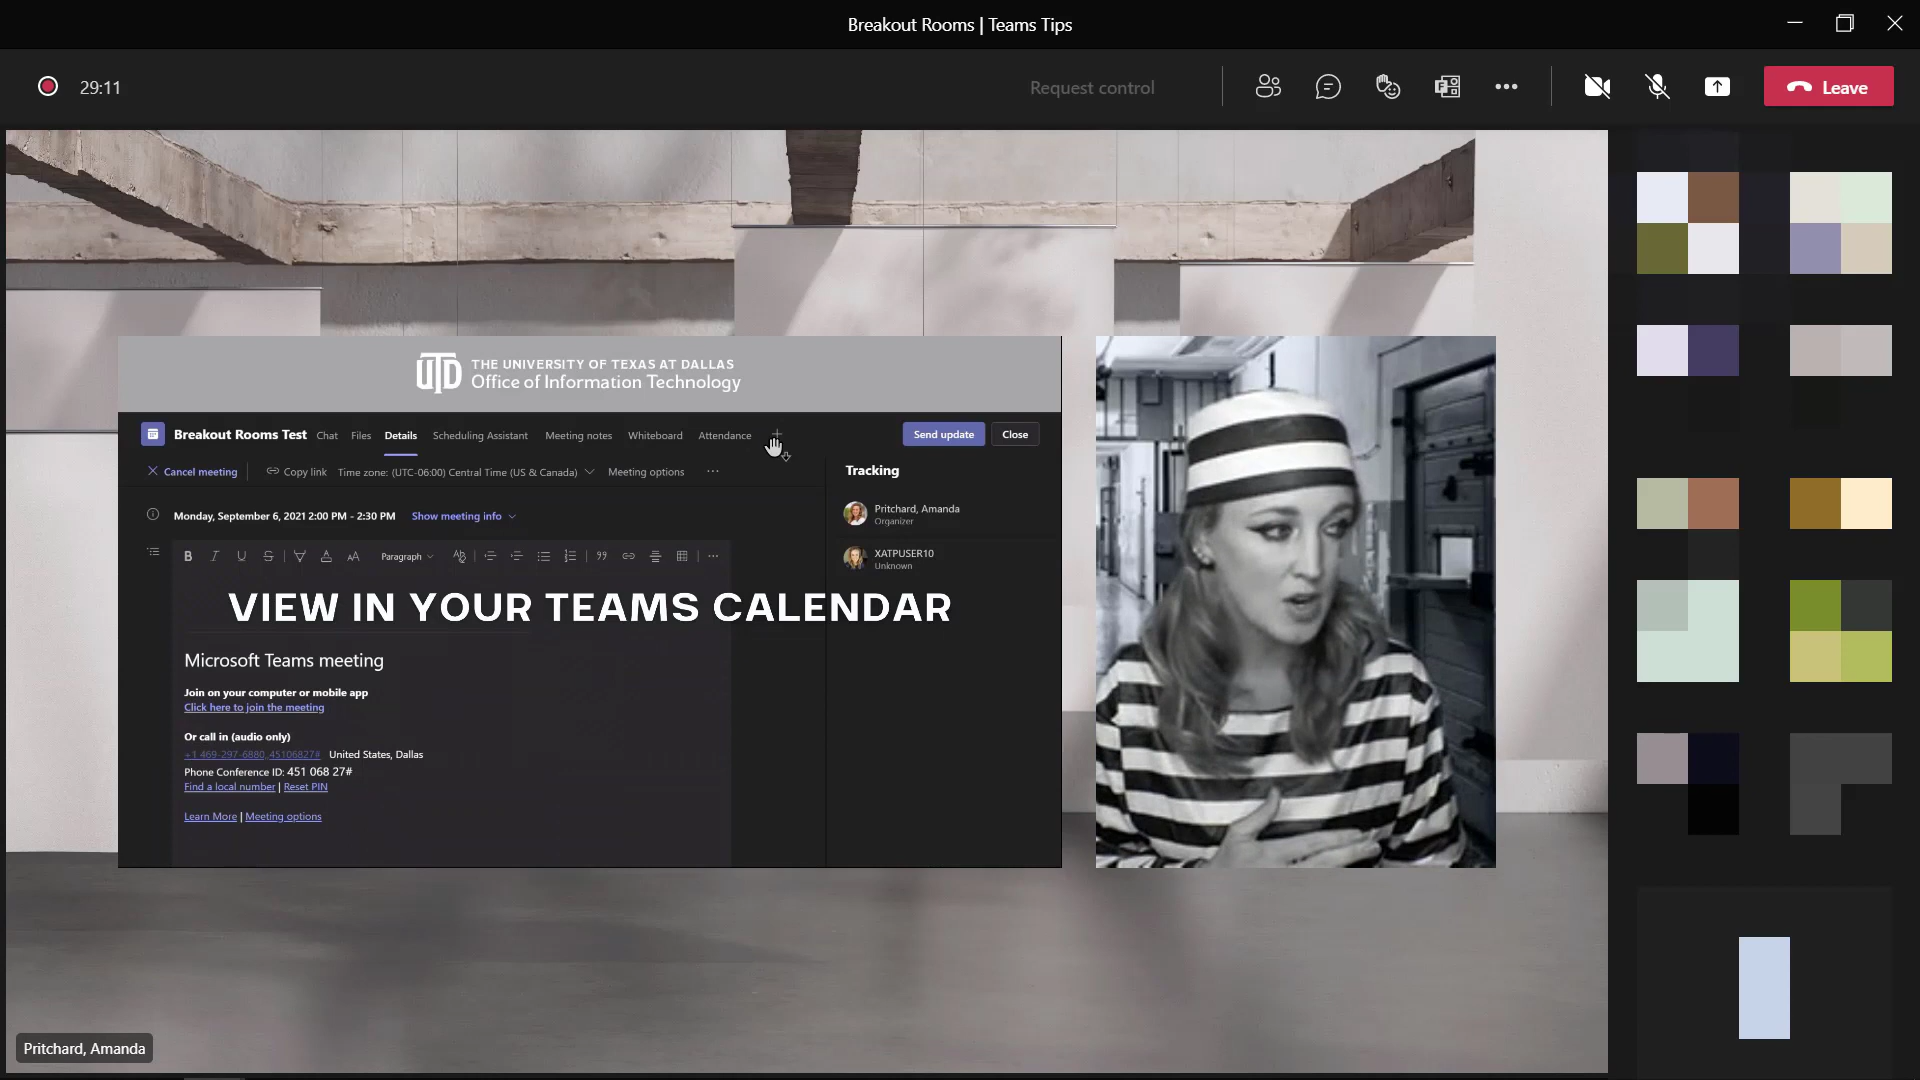 Breakout Rooms | Teams Tips
29:11
Request control
Leave
THE UNIVERSITY OF TEXAS AT DALLAS
Office of Information Technology
Breakout Rooms Test Chat Files Details Scheduling Assistant Meeting notes Whiteboard Attendance Send update Close
Cancel meeting Copy link Time zone: (UTC-06:00) Central Time (US & Canada) Meeting options ...
Tracking
Monday, September 6, 2021 2:00 PM - 2:30 PM Show meeting info
Pritchard, Amanda
Organizer
XATPUSER10
Unknown
Paragraph
VIEW IN YOUR TEAMS CALENDAR
Microsoft Teams meeting
Join on your computer or mobile app
Click here to join the meeting
Or call in (audio only)
+1 469-297-6880,,45106827# United States, Dallas
Phone Conference ID: 451 068 27#
Find a local number | Reset PIN
Learn More | Meeting options
Pritchard, Amanda